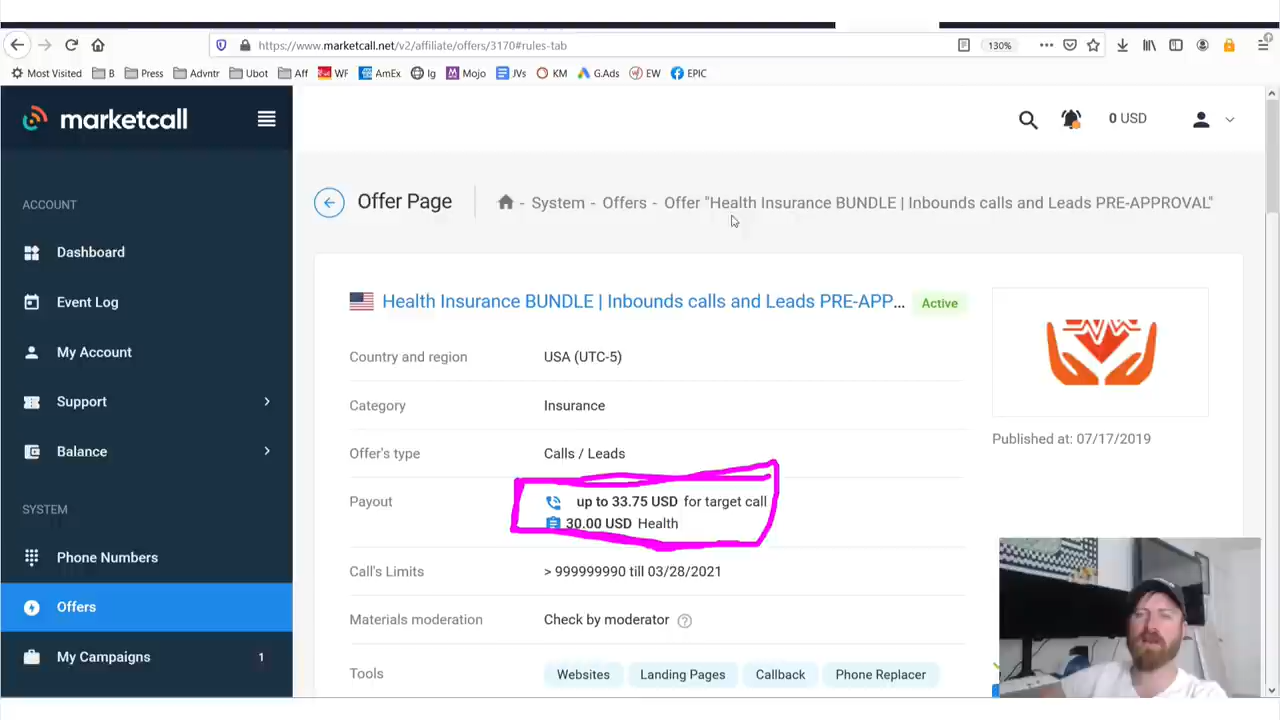 https://www.marketcall.net/v2/affiliate/offers/3170#rules-tab
130%
Most Visited B Press Advntr Ubot Aff WF AmEx Ig Mojo JVs KM G.Ads EW EPIC
marketcall
0 USD
ACCOUNT
Dashboard
Event Log
My Account
Support
Balance
SYSTEM
Phone Numbers
Offers
My Campaigns 1
Offer Page
- System - Offers - Offer "Health Insurance BUNDLE | Inbounds calls and Leads PRE-APPROVAL"
Health Insurance BUNDLE | Inbounds calls and Leads PRE-APP... Active
Country and region USA (UTC-5)
Category Insurance
Offer's type Calls / Leads
Payout up to 33.75 USD for target call
30.00 USD Health
Call's Limits > 999999990 till 03/28/2021
Materials moderation Check by moderator ?
Tools Websites Landing Pages Callback Phone Replacer
Published at: 07/17/2019